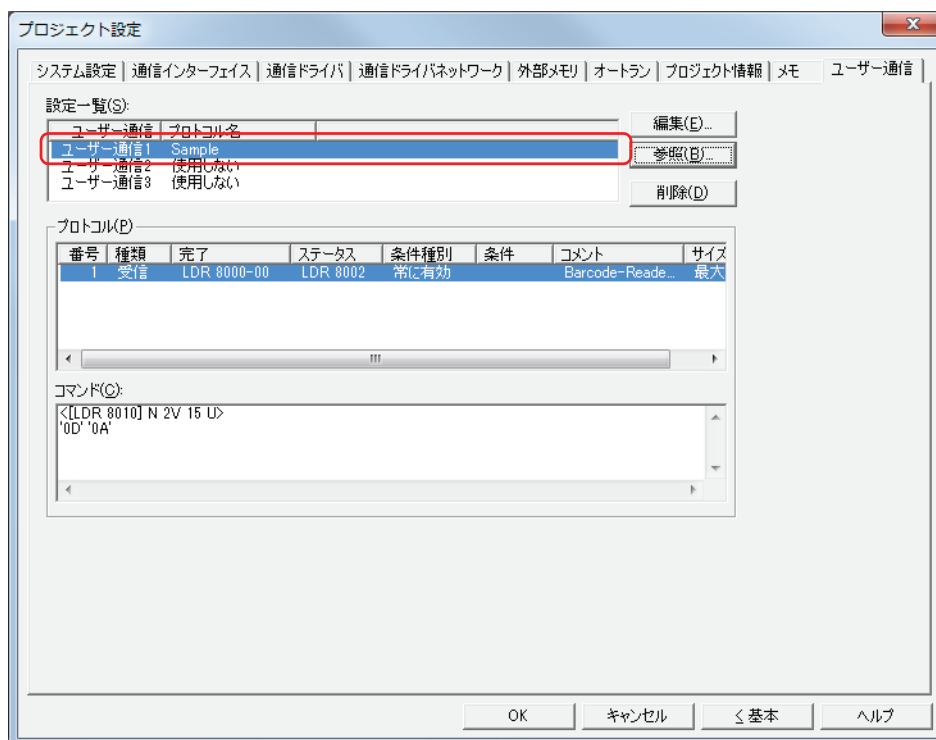 プロジェクト設定
システム設定 通信インターフェイス 通信ドライバ 通信ドライバネットワーク 外部メモリ オートラン プロジェクト情報 メモ ユーザー通信
設定一覧(S):
ユーザー通信 プロトコル名
ユーザー通信1 Sample
ユーザー通信2 使用しない
ユーザー通信3 使用しない
編集(E)...
参照(B)...
削除(D)
プロトコル(P)
番号 種類 完了 ステータス 条件種別 条件 コメント サイズ
1 受信 LDR 8000-00 LDR 8002 常に有効 Barcode-Reade... 最大
コマンド(C):
<[LDR 8010] N 2V 15 U>
'0D' '0A'
OK キャンセル < 基本 ヘルプ